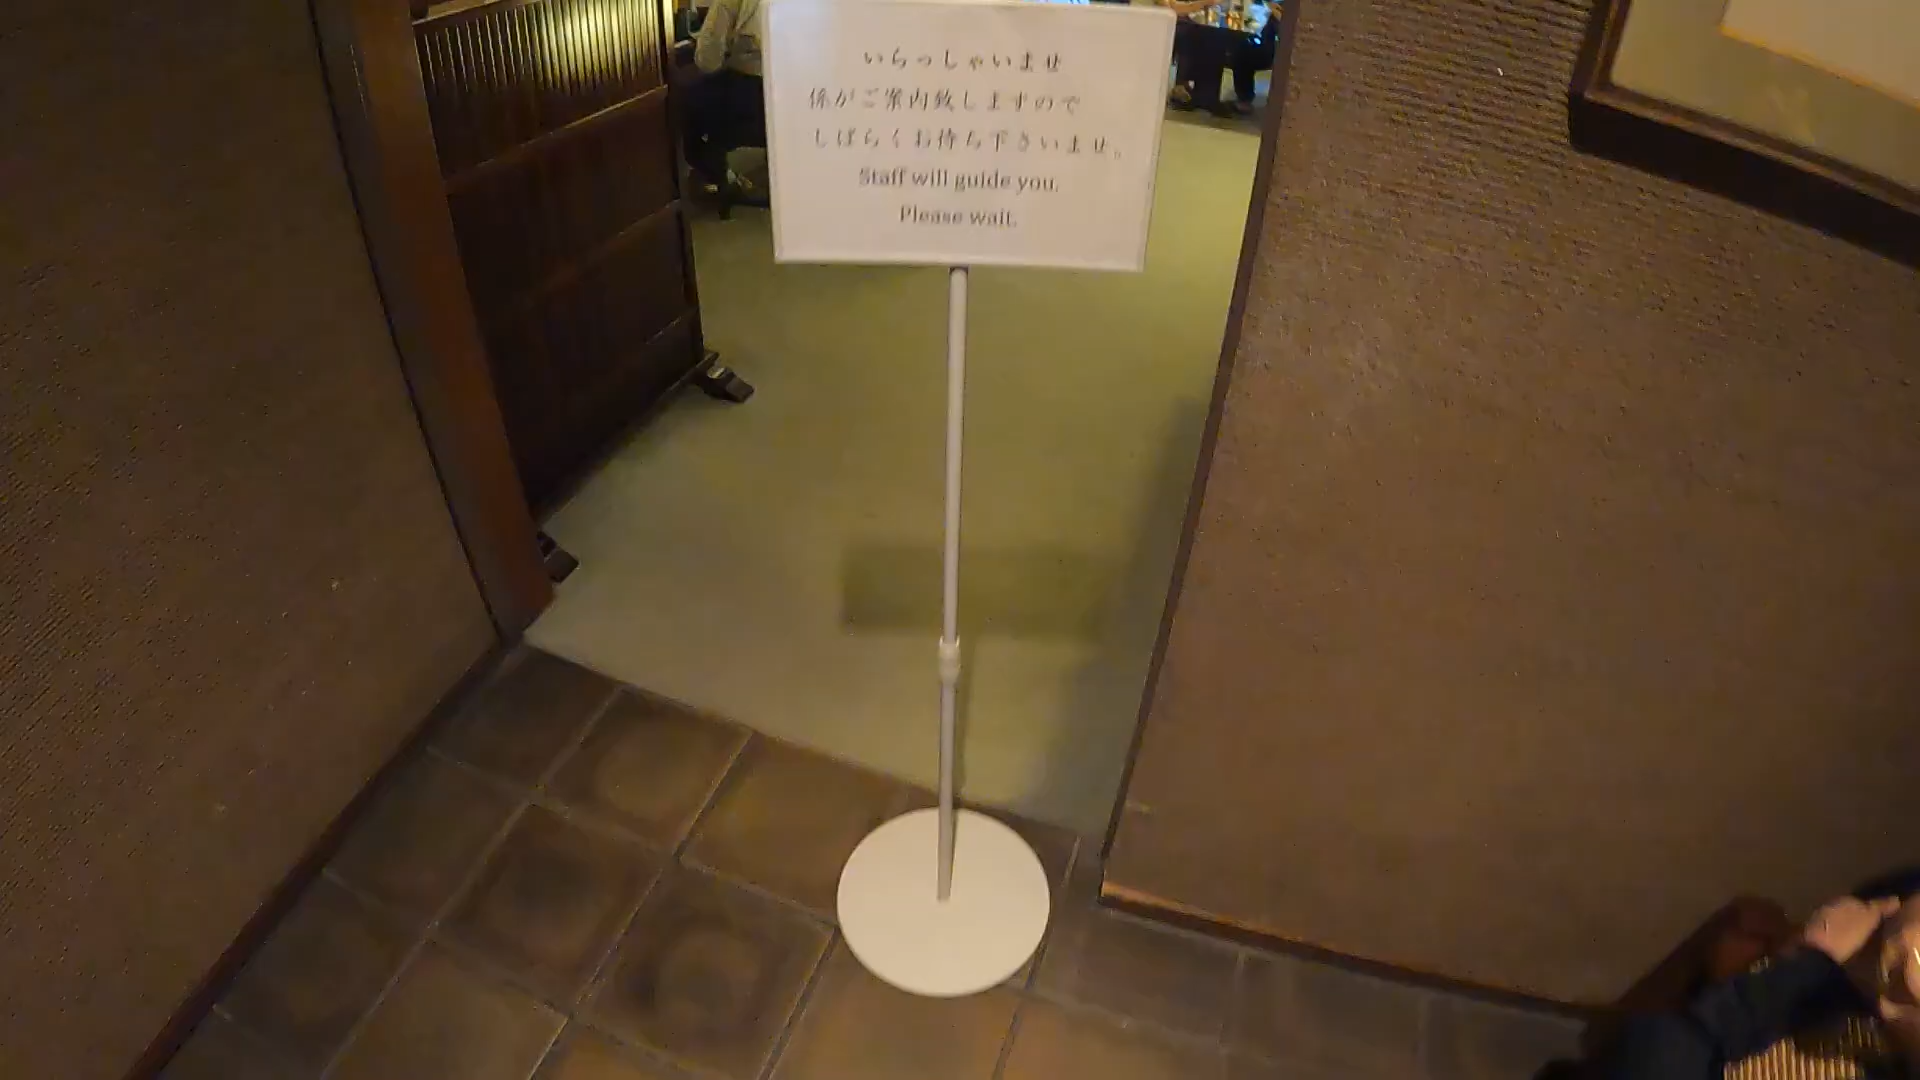 いらっしゃいませ
係がご案内致しますので
しばらくお待ち下さいませ。
Staff will guide you.
Please wait.